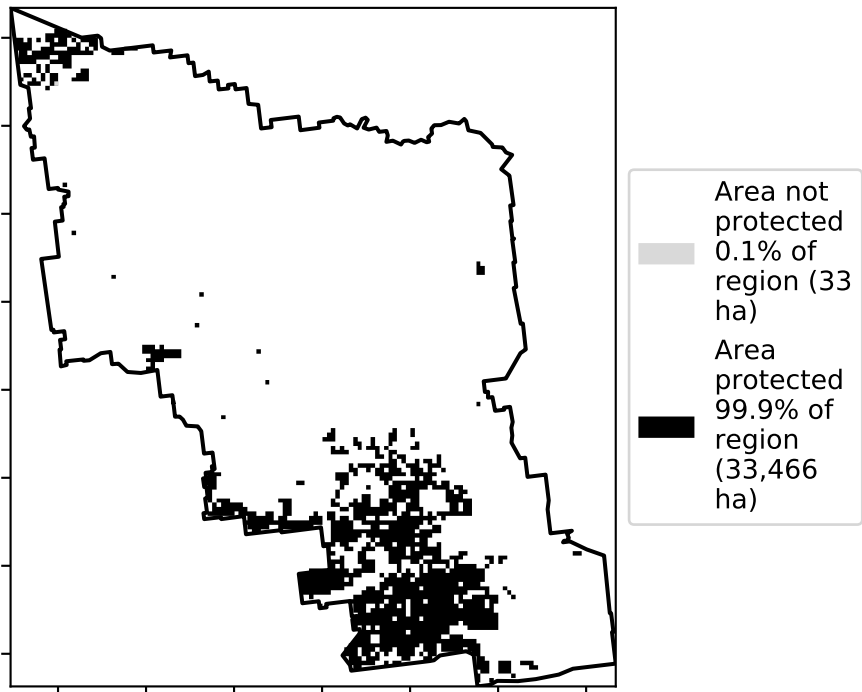 Area not
protected
0.1% of
region (33
ha)
Area
protected
99.9% of
region
(33,466
ha)